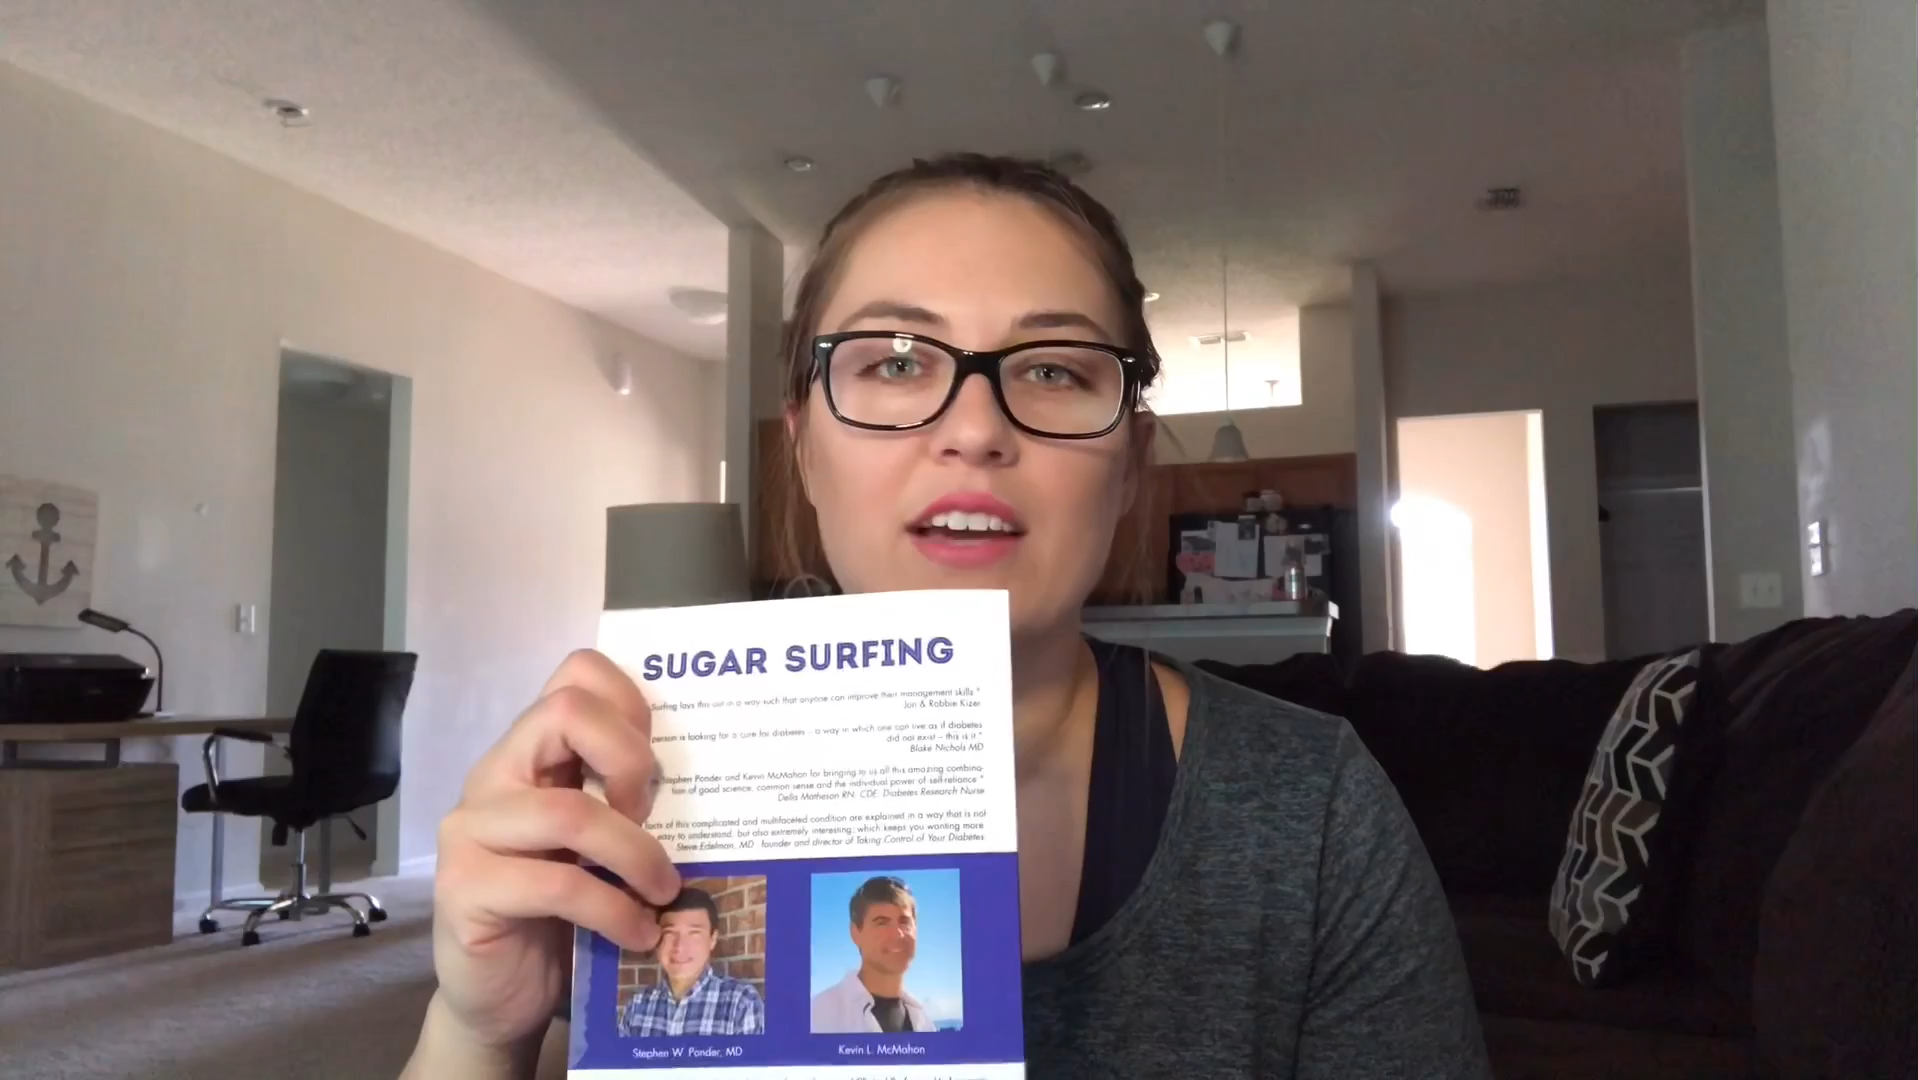 SUGAR SURFING
Surfing lays this out in a way such that anyone can improve their management skills."
Jon & Robbie Kizer
person is looking for a cure for diabetes – a way in which one can live as if diabetes
did not exist – this is it."
Blake Nichols MD
Stephen Ponder and Kevin McMahon for bringing to us all this amazing combina-
tion of good science, common sense and the individual power of self-reliance."
Della Matheson RN, CDE, Diabetes Research Nurse
facts of this complicated and multifaceted condition are explained in a way that is not
easy to understand, but also extremely interesting; which keeps you wanting more
Steve Edelman, MD founder and director of Taking Control of Your Diabetes
Stephen W. Ponder, MD
Kevin L. McMahon